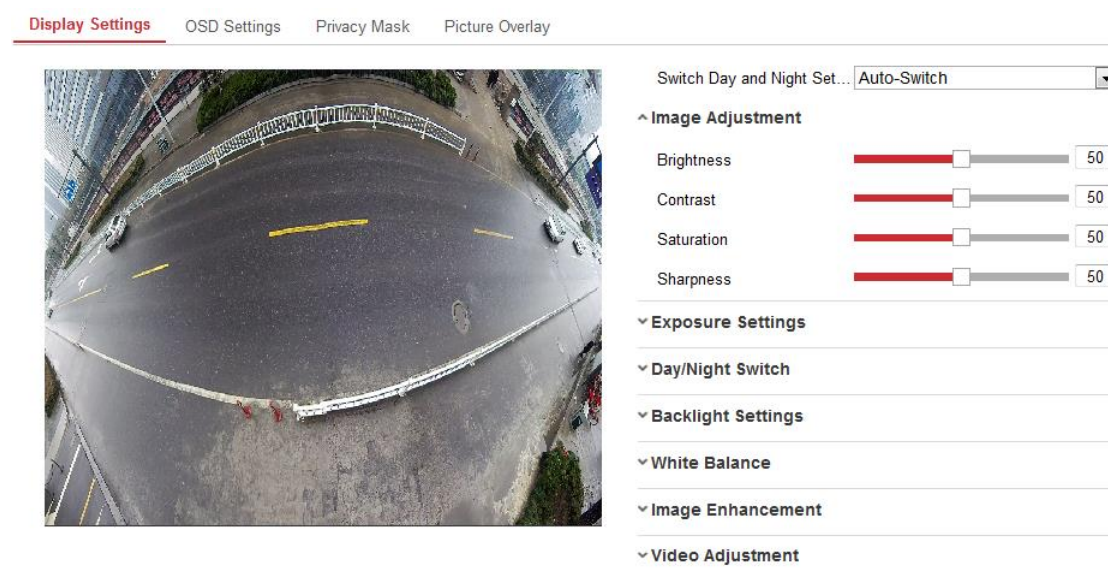 Display Settings OSD Settings Privacy Mask Picture Overlay
Switch Day and Night Set... Auto-Switch
Image Adjustment
Brightness 50
Contrast 50
Saturation 50
Sharpness 50
Exposure Settings
Day/Night Switch
Backlight Settings
White Balance
Image Enhancement
Video Adjustment